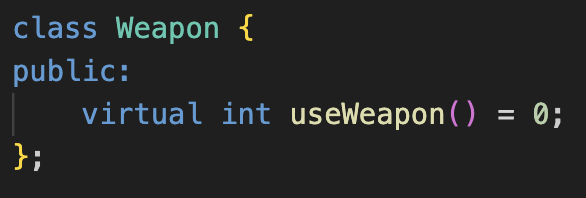 class Weapon {
public:
    virtual int useWeapon() = 0;
};